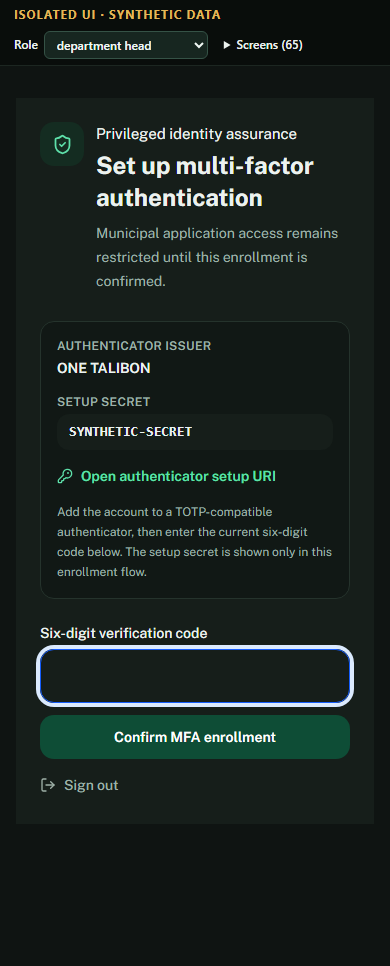 ISOLATED UI · SYNTHETIC DATA
Role department head ▶ Screens (65)
Privileged identity assurance
Set up multi-factor
authentication
Municipal application access remains
restricted until this enrollment is
confirmed.
AUTHENTICATOR ISSUER
ONE TALIBON
SETUP SECRET
SYNTHETIC-SECRET
Open authenticator setup URI
Add the account to a TOTP-compatible
authenticator, then enter the current six-digit
code below. The setup secret is shown only in this
enrollment flow.
Six-digit verification code
Confirm MFA enrollment
Sign out